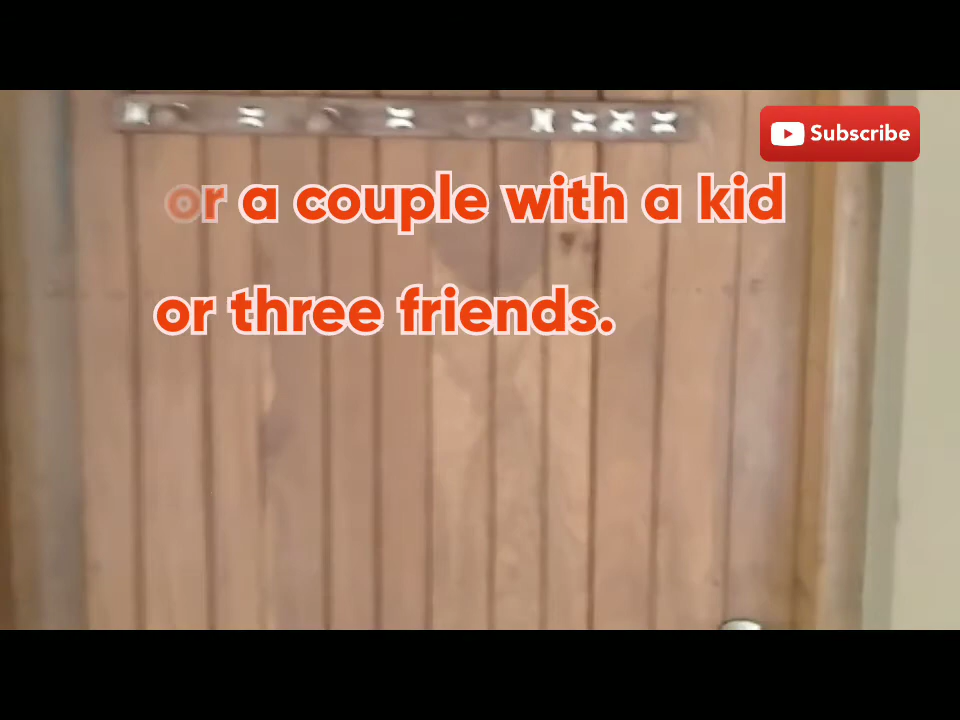 Subscribe
or a couple with a kid
or three friends.